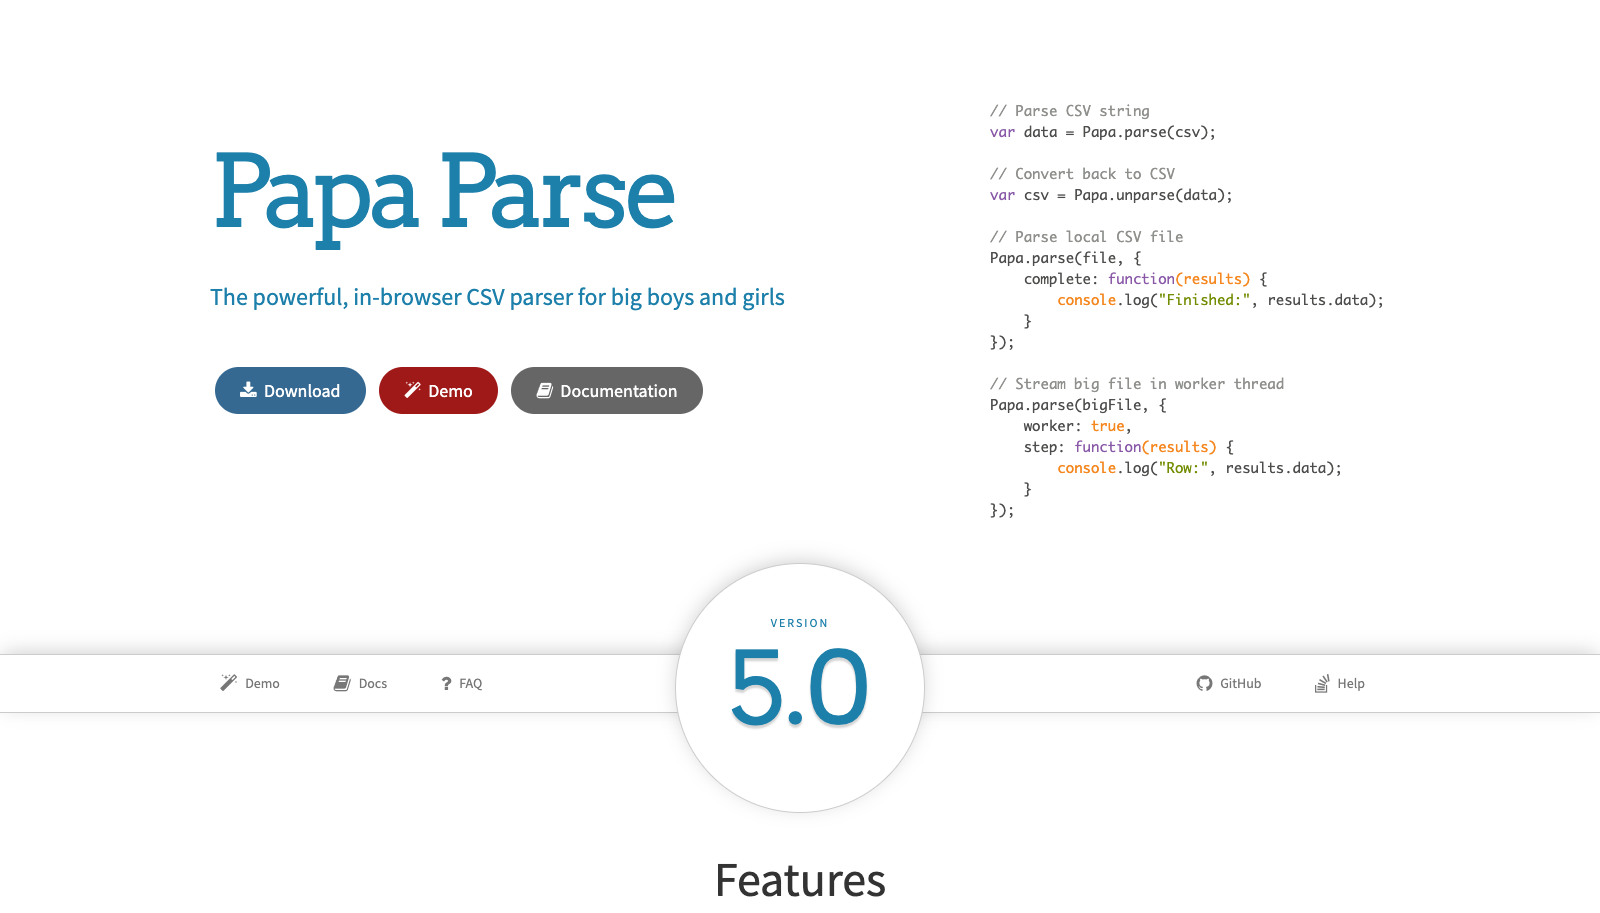 Papa Parse
The powerful, in-browser CSV parser for big boys and girls
Download
Demo
Documentation
// Parse CSV string
var data = Papa.parse(csv);
// Convert back to CSV
var csv = Papa.unparse(data);
// Parse local CSV file
Papa.parse(file, {
    complete: function(results) {
        console.log("Finished:", results.data);
    }
});
// Stream big file in worker thread
Papa.parse(bigFile, {
    worker: true,
    step: function(results) {
        console.log("Row:", results.data);
    }
});
Demo
Docs
? FAQ
VERSION
5.0
GitHub
Help
Features